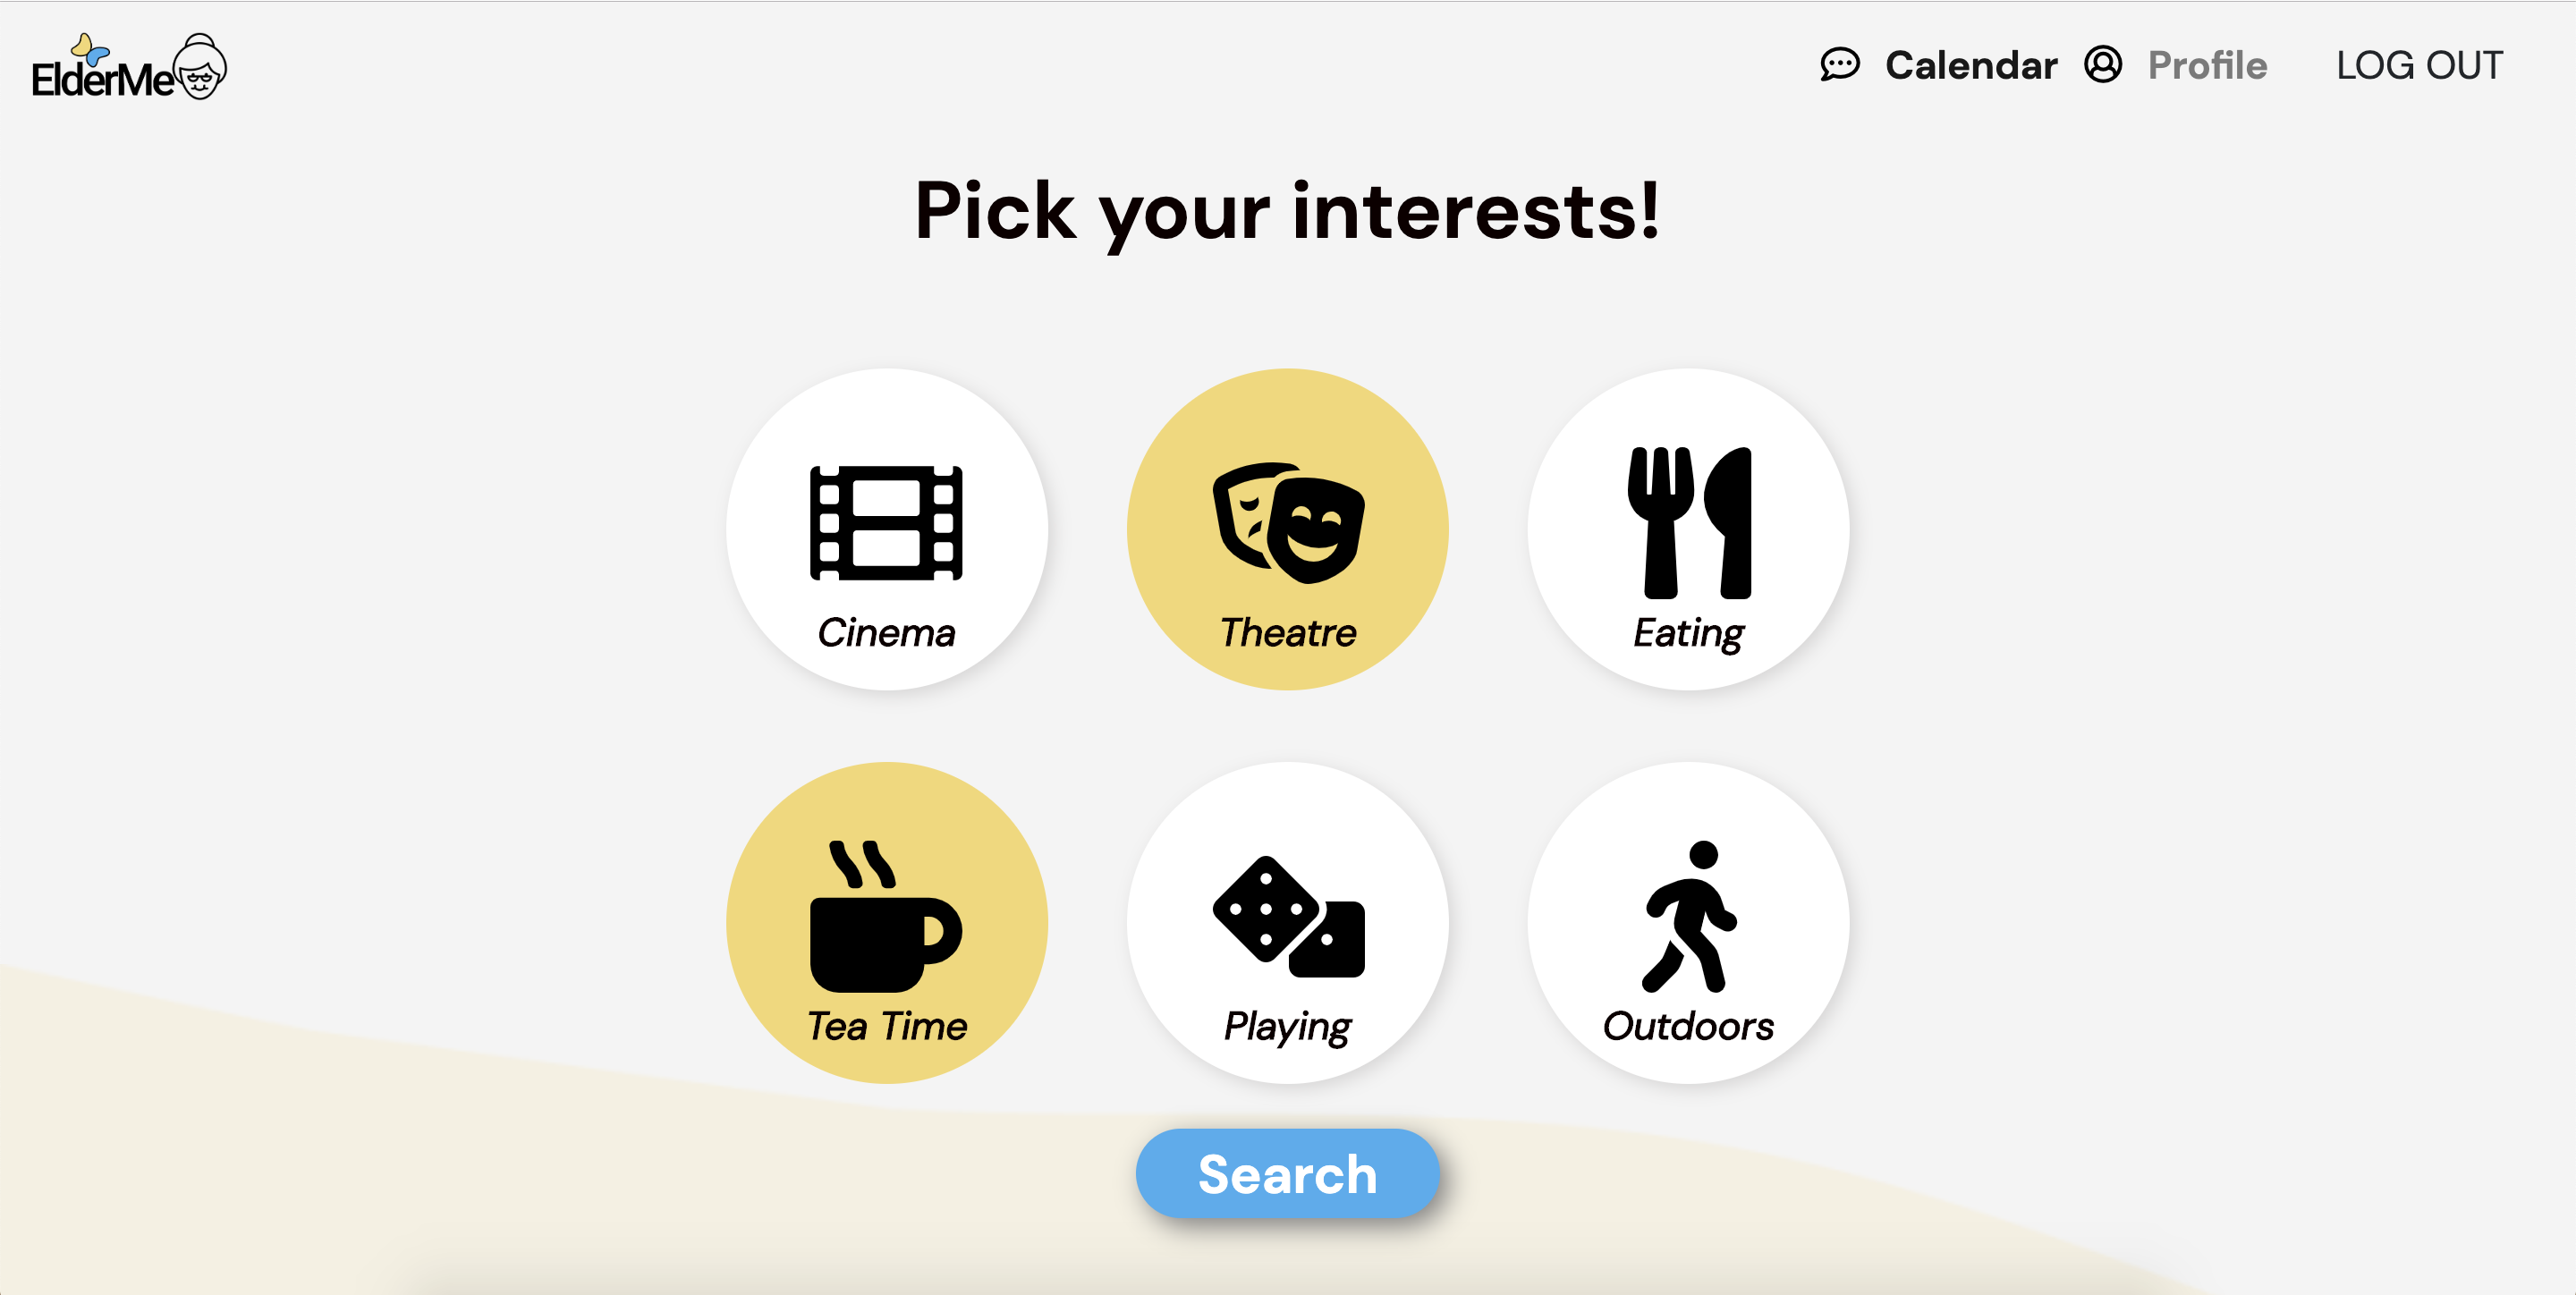 ElderMe
Calendar Profile LOG OUT
Pick your interests!
Cinema Theatre Eating
Tea Time Playing Outdoors
Search